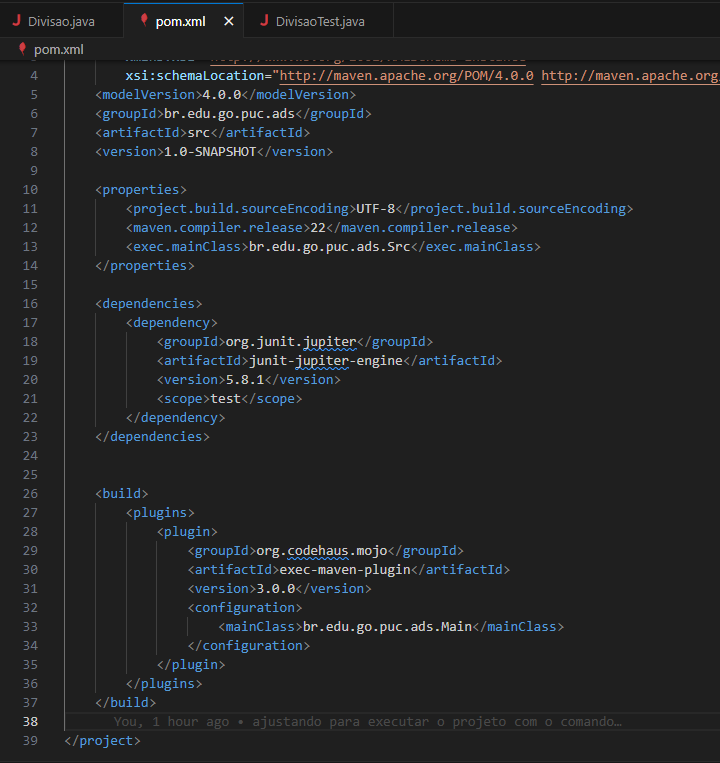 Divisao.java
pom.xml
DivisaoTest.java
pom.xml
4 xsi:schemaLocation="http://maven.apache.org/POM/4.0.0 http://maven.apache.org.
5 <modelVersion>4.0.0</modelVersion>
6 <groupId>br.edu.go.puc.ads</groupId>
7 <artifactId>src</artifactId>
8 <version>1.0-SNAPSHOT</version>
9
10 <properties>
11 <project.build.sourceEncoding>UTF-8</project.build.sourceEncoding>
12 <maven.compiler.release>22</maven.compiler.release>
13 <exec.mainClass>br.edu.go.puc.ads.Src</exec.mainClass>
14 </properties>
15
16 <dependencies>
17 <dependency>
18 <groupId>org.junit.jupiter</groupId>
19 <artifactId>junit-jupiter-engine</artifactId>
20 <version>5.8.1</version>
21 <scope>test</scope>
22 </dependency>
23 </dependencies>
24
25
26 <build>
27 <plugins>
28 <plugin>
29 <groupId>org.codehaus.mojo</groupId>
30 <artifactId>exec-maven-plugin</artifactId>
31 <version>3.0.0</version>
32 <configuration>
33 <mainClass>br.edu.go.puc.ads.Main</mainClass>
34 </configuration>
35 </plugin>
36 </plugins>
37 </build>
38 You, 1 hour ago • ajustando para executar o projeto com o comando…
39 </project>